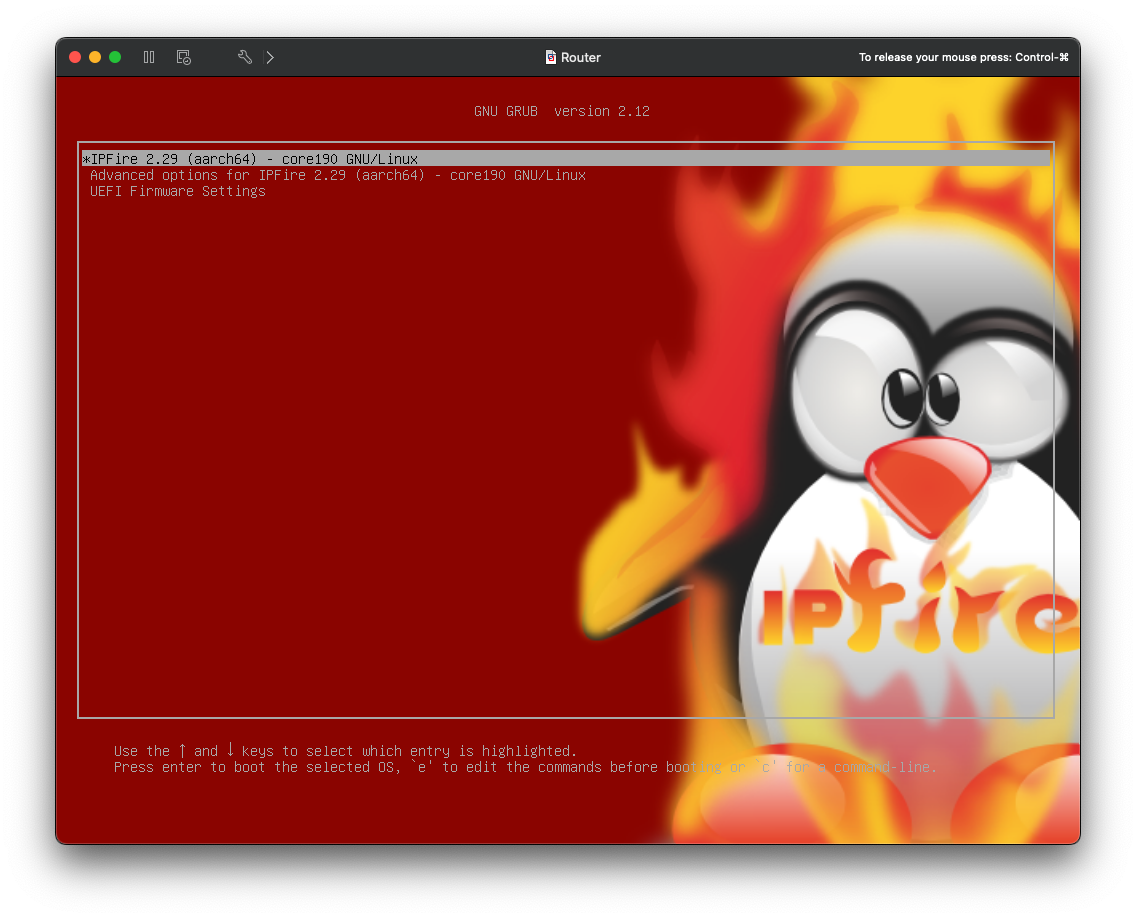 Router
To release your mouse press: Control-⌘
GNU GRUB  version 2.12
*IPFire 2.29 (aarch64) - core190 GNU/Linux
Advanced options for IPFire 2.29 (aarch64) - core190 GNU/Linux
UEFI Firmware Settings
IPfire
Use the ↑ and ↓ keys to select which entry is highlighted.
Press enter to boot the selected OS, `e' to edit the commands before booting or `c' for a command-line.